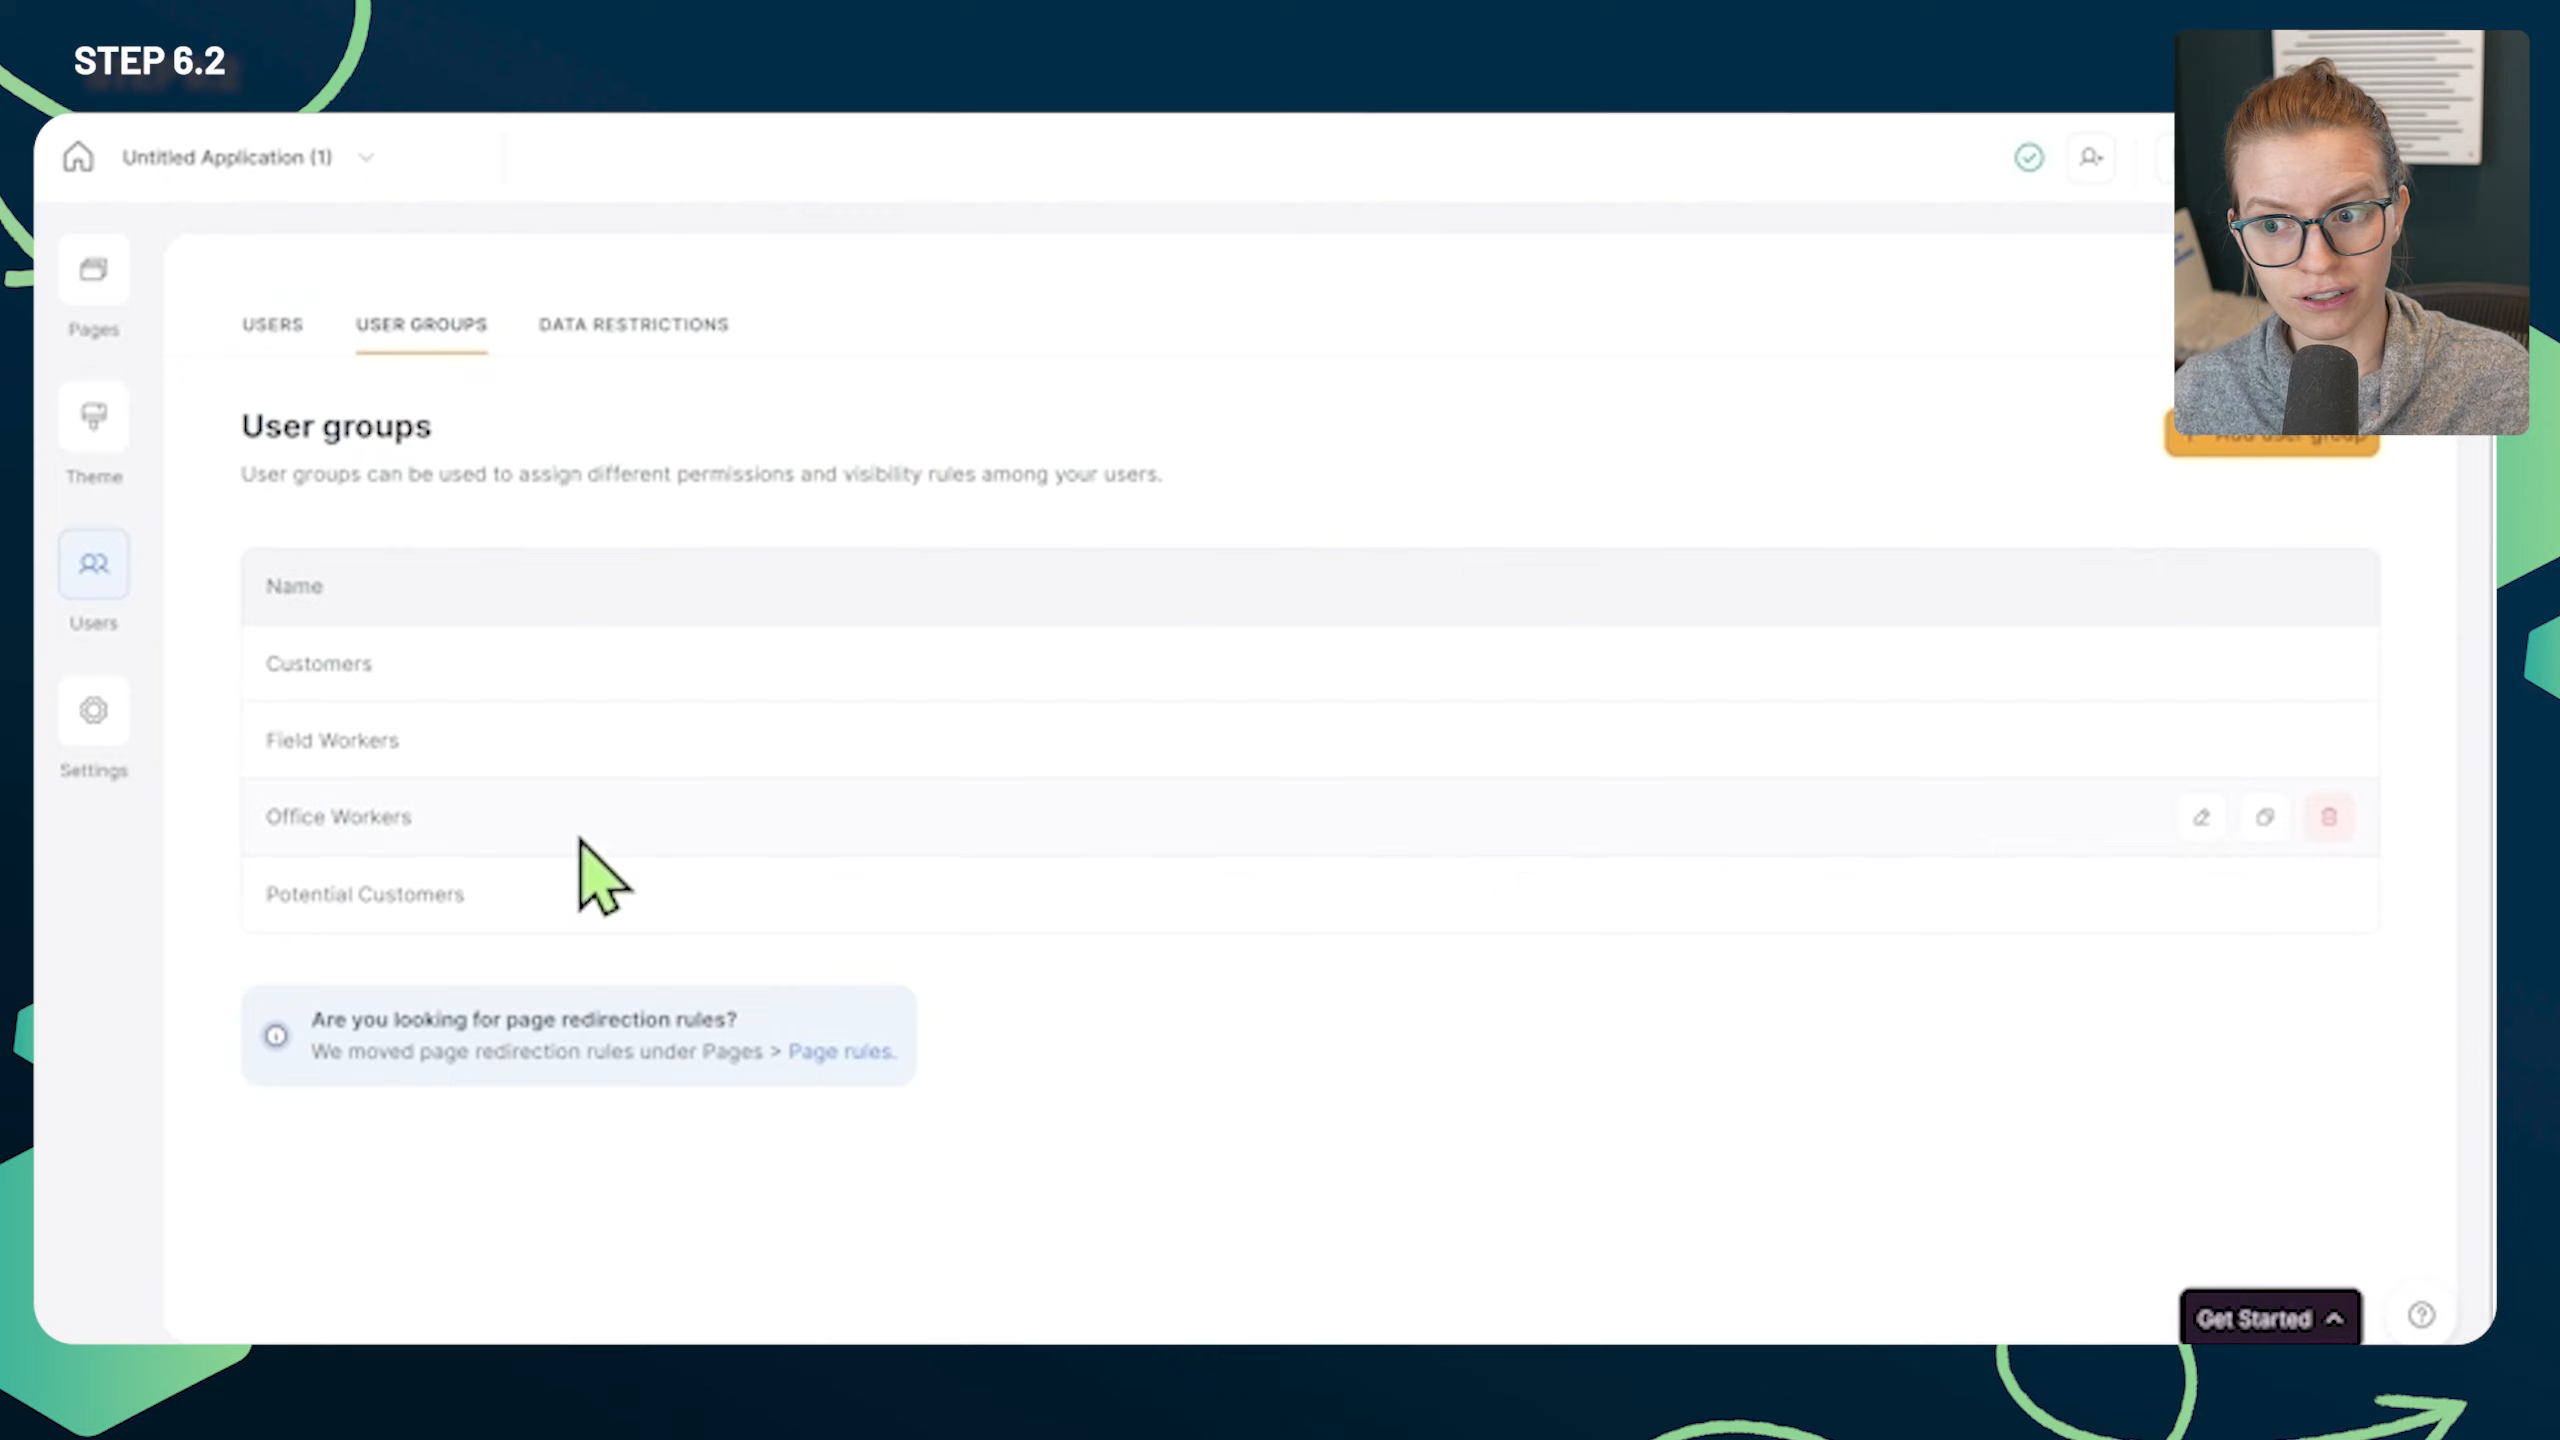 STEP 6.2
Untitled Application (1)
Pages
Theme
Users
Settings
USERS
USER GROUPS
DATA RESTRICTIONS
User groups
User groups can be used to assign different permissions and visibility rules among your users.
Add user group
Name
Customers
Field Workers
Office Workers
Potential Customers
Are you looking for page redirection rules?
We moved page redirection rules under Pages > Page rules.
Get Started